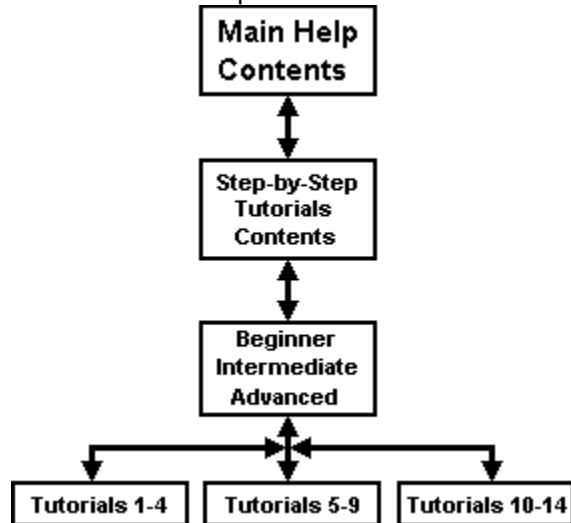 Main Help
Contents
Step-by-Step
Tutorials
Contents
Beginner
Intermediate
Advanced
Tutorials 1-4
Tutorials 5-9
Tutorials 10-14